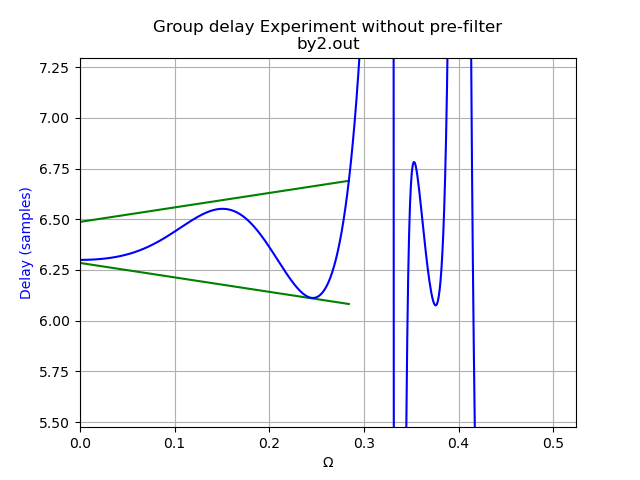 Group delay Experiment without pre-filter
by2.out
7.25
7.00
6.75
6.50
6.25
6.00
5.75
5.50
Delay (samples)
0.0 0.1 0.2 0.3 0.4 0.5
Ω